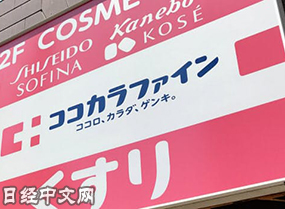 2F COSME
SHISEIDO
Kanebo
SOFINA
KOSÉ
ココカラファイン
ココロ、カラダ、ゲンキ。
くすり
日经中文网